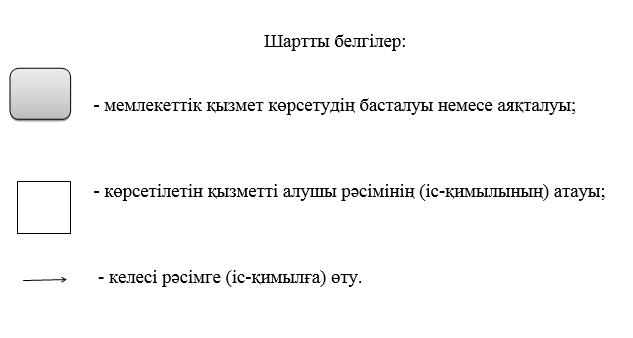 Шартты белгілер:
- мемлекеттік қызмет көрсетудің басталуы немесе аяқталуы;
- көрсетілетін қызметті алушы рәсімінің (іс-қимылының) атауы;
- келесі рәсімге (іс-қимылға) өту.